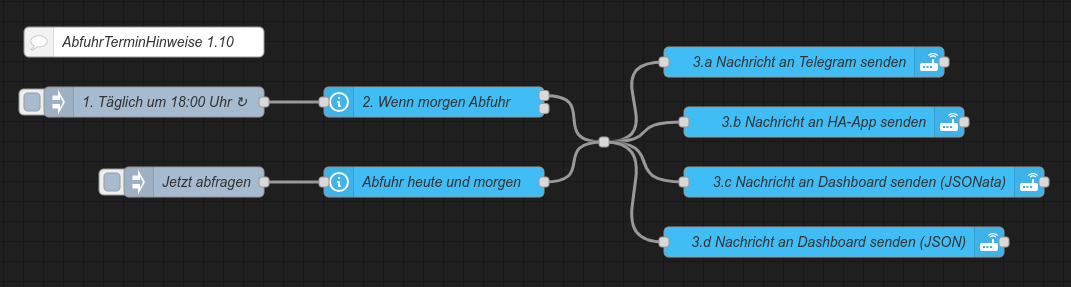 AbfuhrTerminHinweise 1.10
1. Täglich um 18:00 Uhr ↻
2. Wenn morgen Abfuhr
Jetzt abfragen
Abfuhr heute und morgen
3.a Nachricht an Telegram senden
3.b Nachricht an HA-App senden
3.c Nachricht an Dashboard senden (JSONata)
3.d Nachricht an Dashboard senden (JSON)